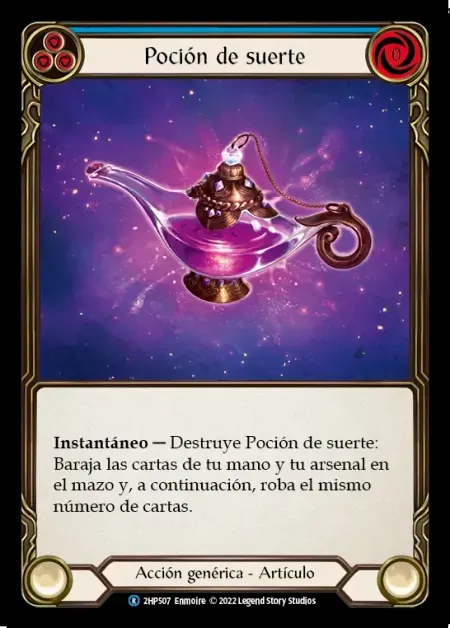 Poción de suerte
0
Instantáneo — Destruye Poción de suerte:
Baraja las cartas de tu mano y tu arsenal en
el mazo y, a continuación, roba el mismo
número de cartas.
Acción genérica - Artículo
R 2HP507 Enmoire © 2022 Legend Story Studios